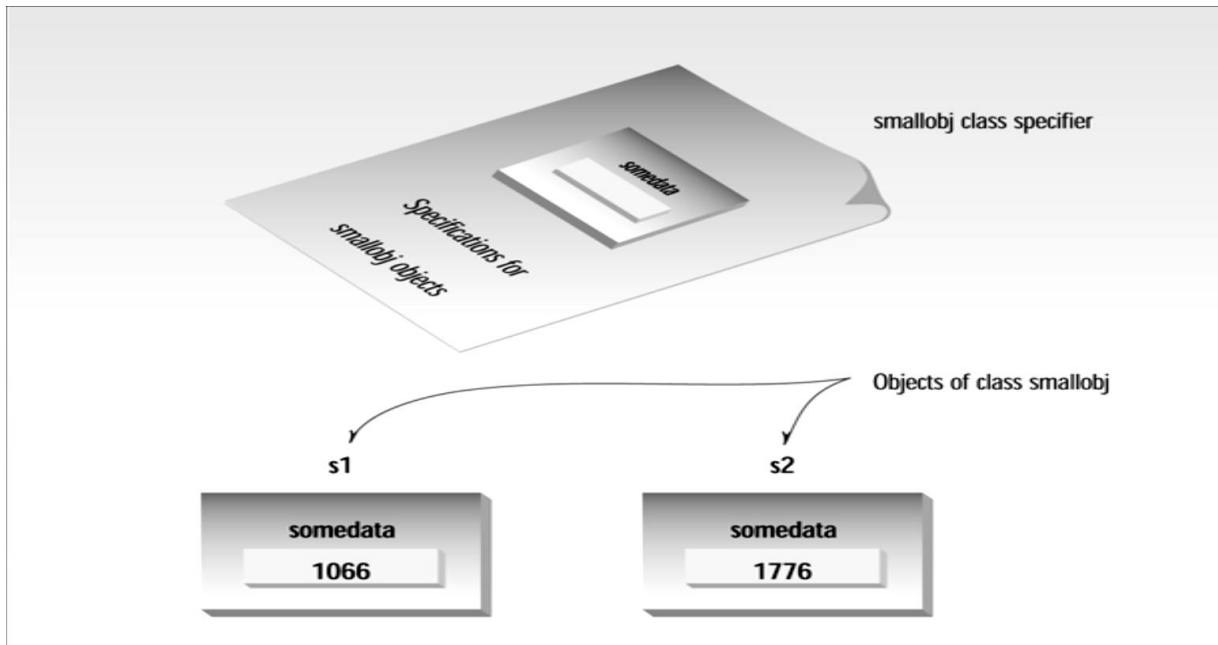 smallobj class specifier
somedata
Specifications for
smallobj objects
Objects of class smallobj
s1
s2
somedata
somedata
1066
1776